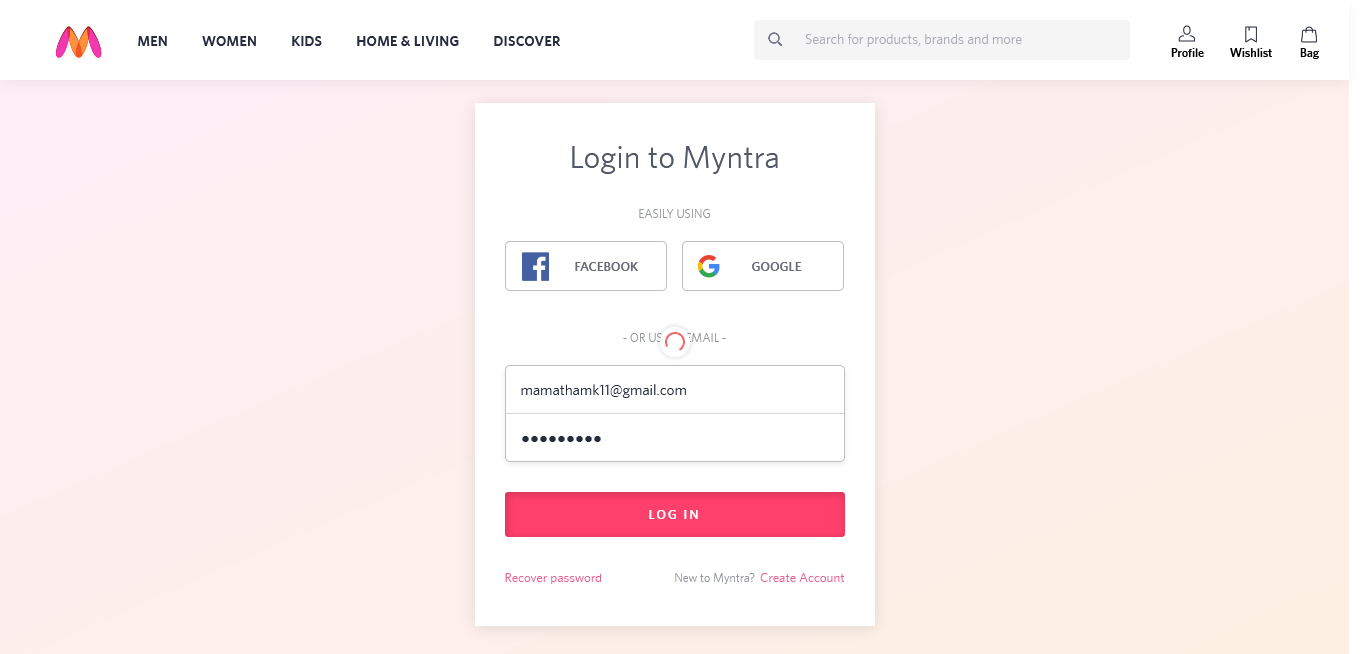 MEN WOMEN KIDS HOME & LIVING DISCOVER Search for products, brands and more Profile Wishlist Bag
Login to Myntra
EASILY USING
FACEBOOK GOOGLE
- OR US EMAIL -
mamathamk11@gmail.com
•••••••••
LOG IN
Recover password New to Myntra? Create Account